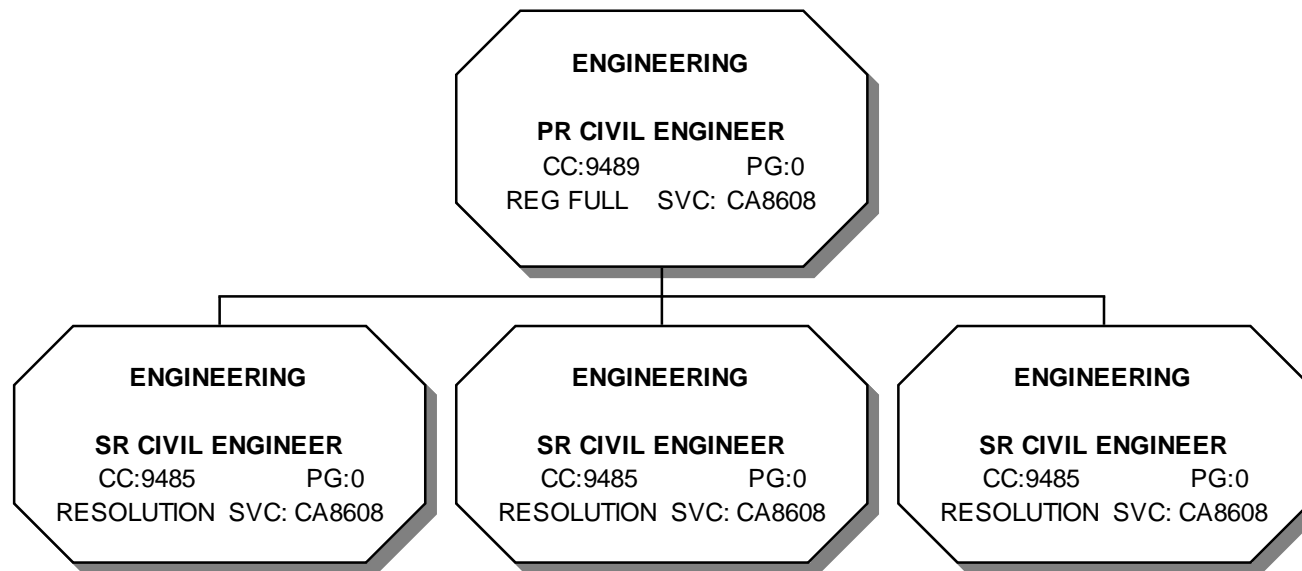 ENGINEERING
PR CIVIL ENGINEER
CC:9489 PG:0
REG FULL SVC: CA8608
ENGINEERING
SR CIVIL ENGINEER
CC:9485 PG:0
RESOLUTION SVC: CA8608
ENGINEERING
SR CIVIL ENGINEER
CC:9485 PG:0
RESOLUTION SVC: CA8608
ENGINEERING
SR CIVIL ENGINEER
CC:9485 PG:0
RESOLUTION SVC: CA8608